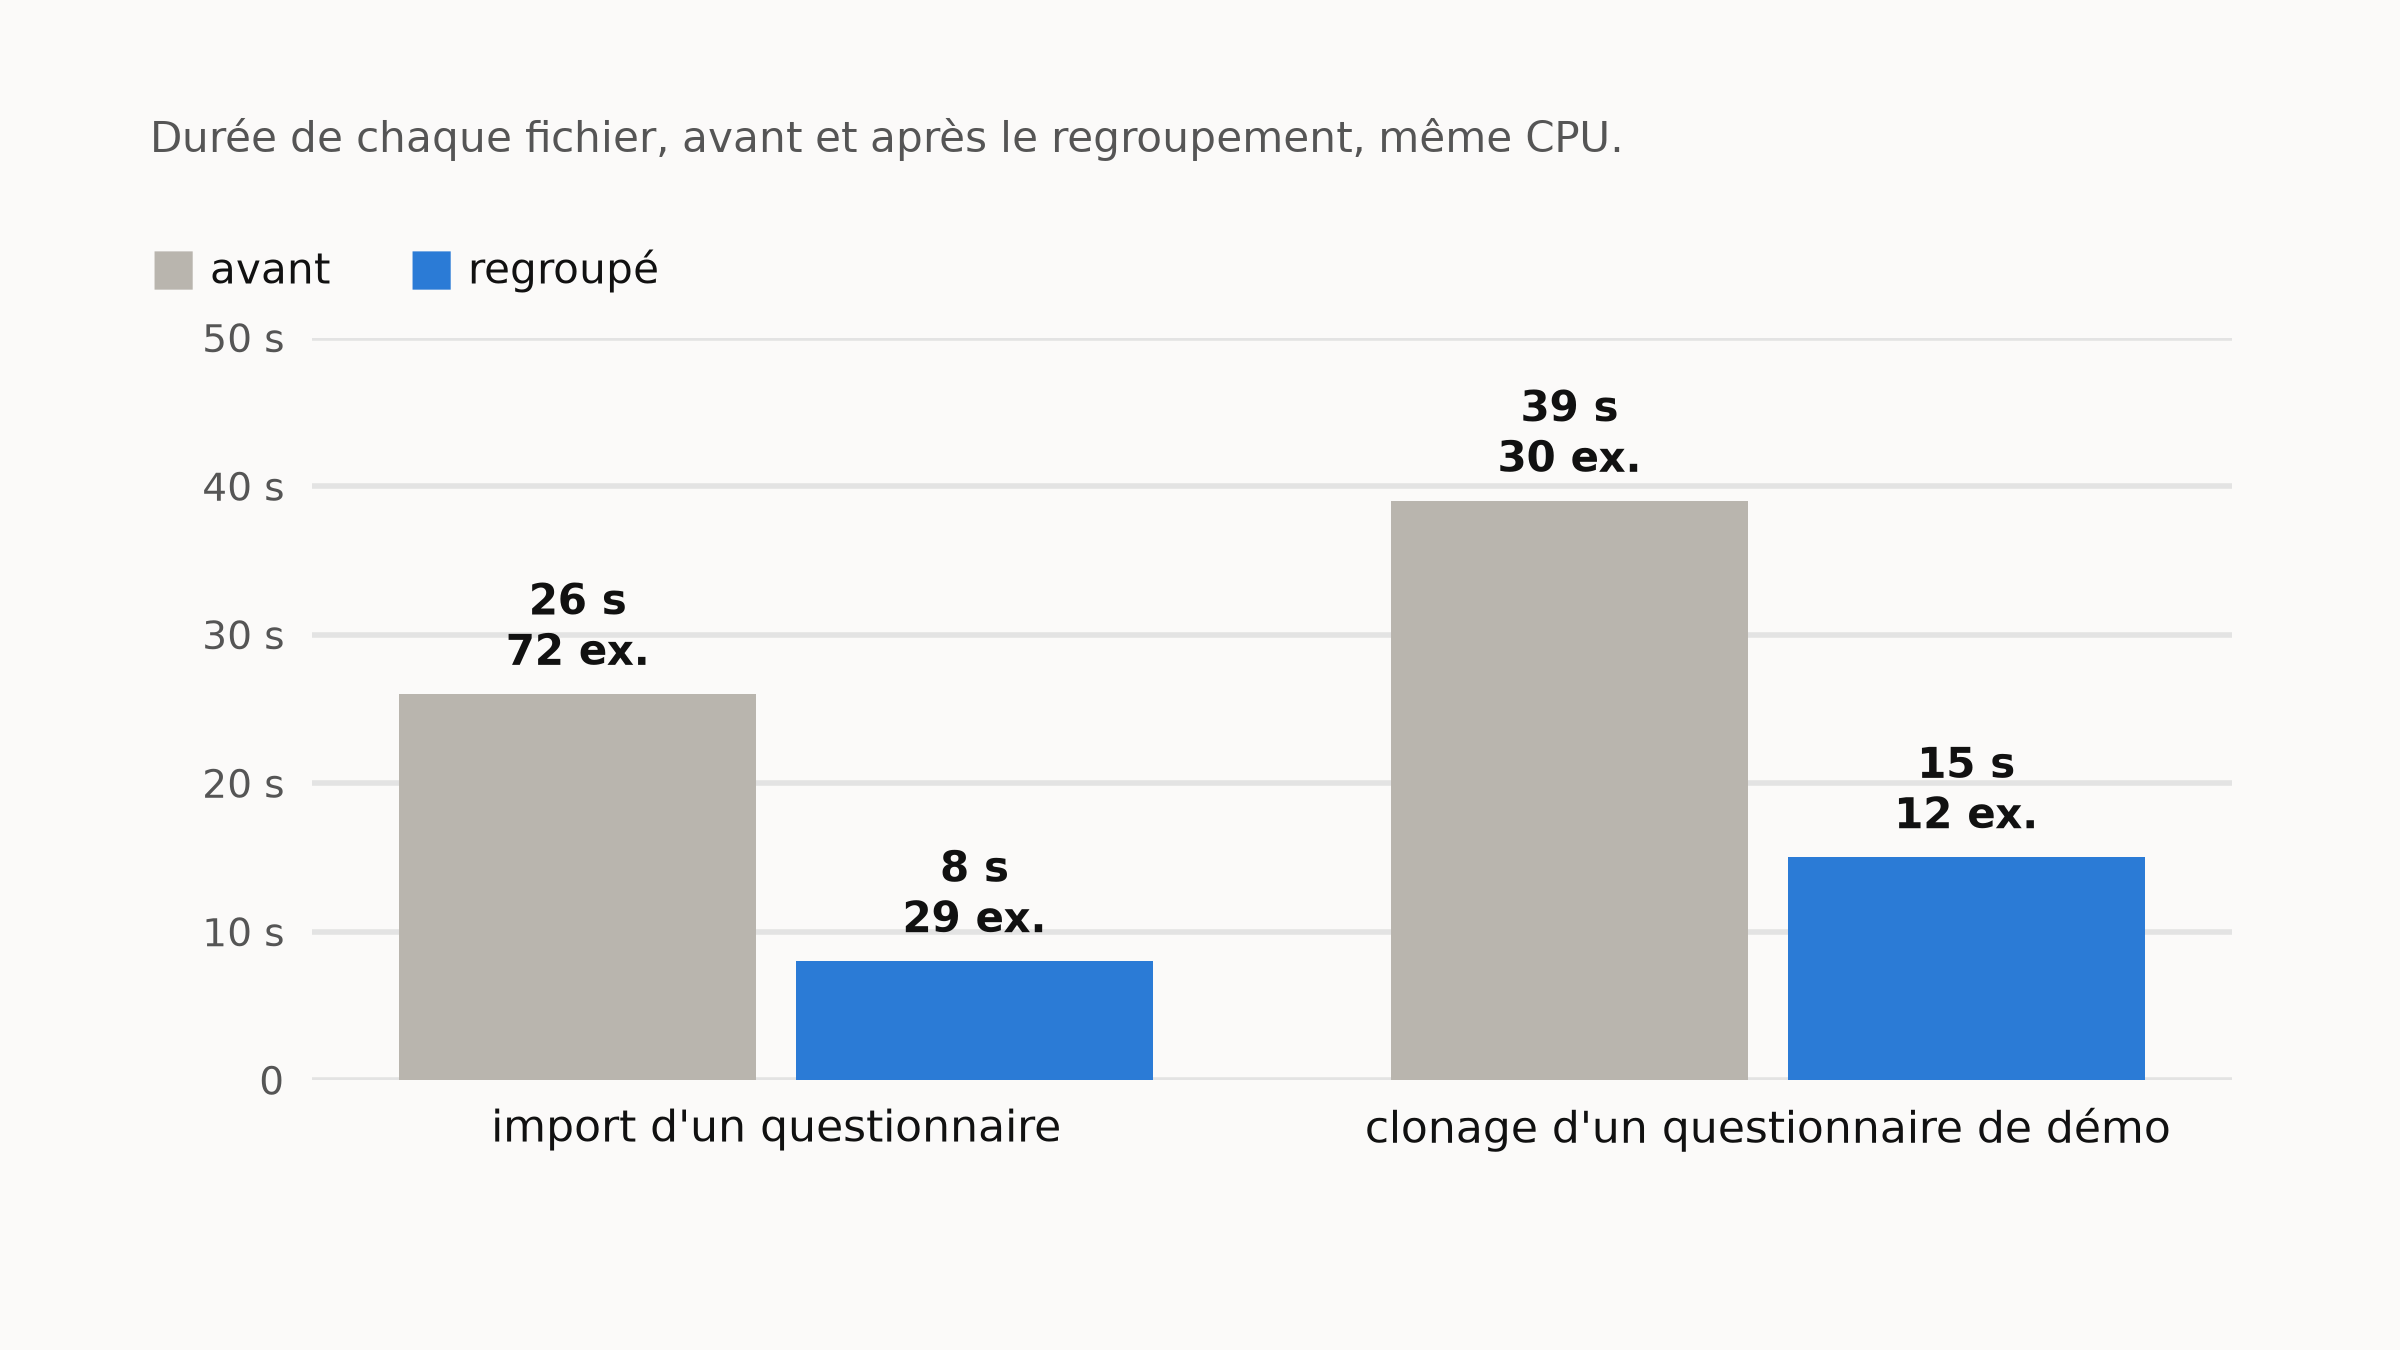 Durée de chaque fichier, avant et après le regroupement, même CPU.
avant
regroupé
50 s
40 s
30 s
20 s
10 s
0
26 s
72 ex.
8 s
29 ex.
39 s
30 ex.
15 s
12 ex.
import d'un questionnaire
clonage d'un questionnaire de démo